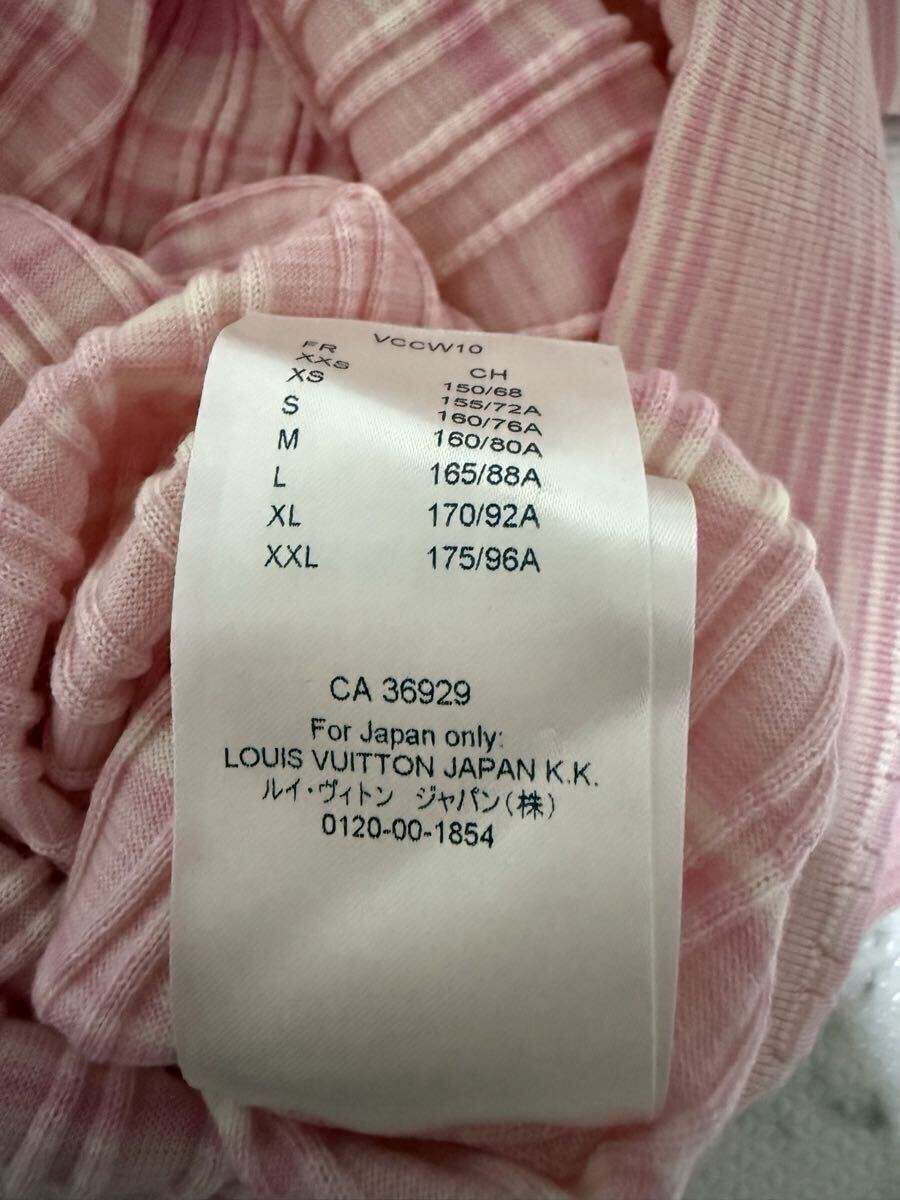 VCCW10
FR CH
XXS 150/68
XS 155/72A
S 160/76A
M 160/80A
L 165/88A
XL 170/92A
XXL 175/96A
CA 36929
For Japan only:
LOUIS VUITTON JAPAN K.K.
ルイ・ヴィトン ジャパン(株)
0120-00-1854